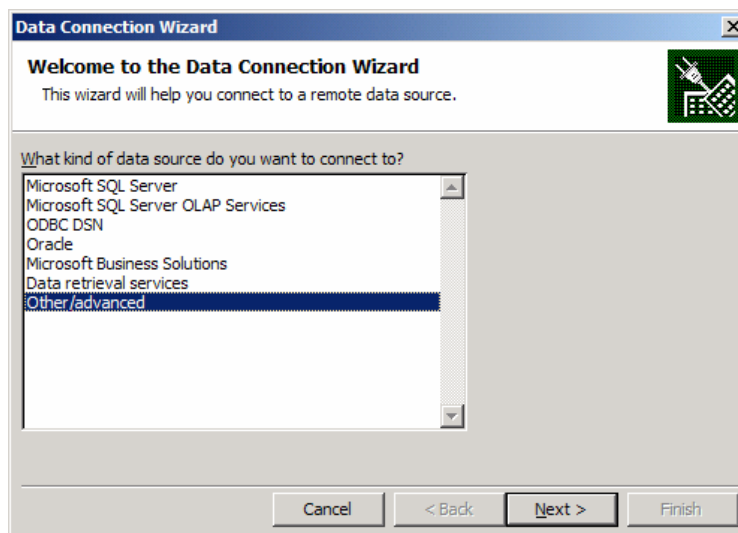 Data Connection Wizard
Welcome to the Data Connection Wizard
This wizard will help you connect to a remote data source.
What kind of data source do you want to connect to?
Microsoft SQL Server
Microsoft SQL Server OLAP Services
ODBC DSN
Oracle
Microsoft Business Solutions
Data retrieval services
Other/advanced
Cancel < Back Next > Finish